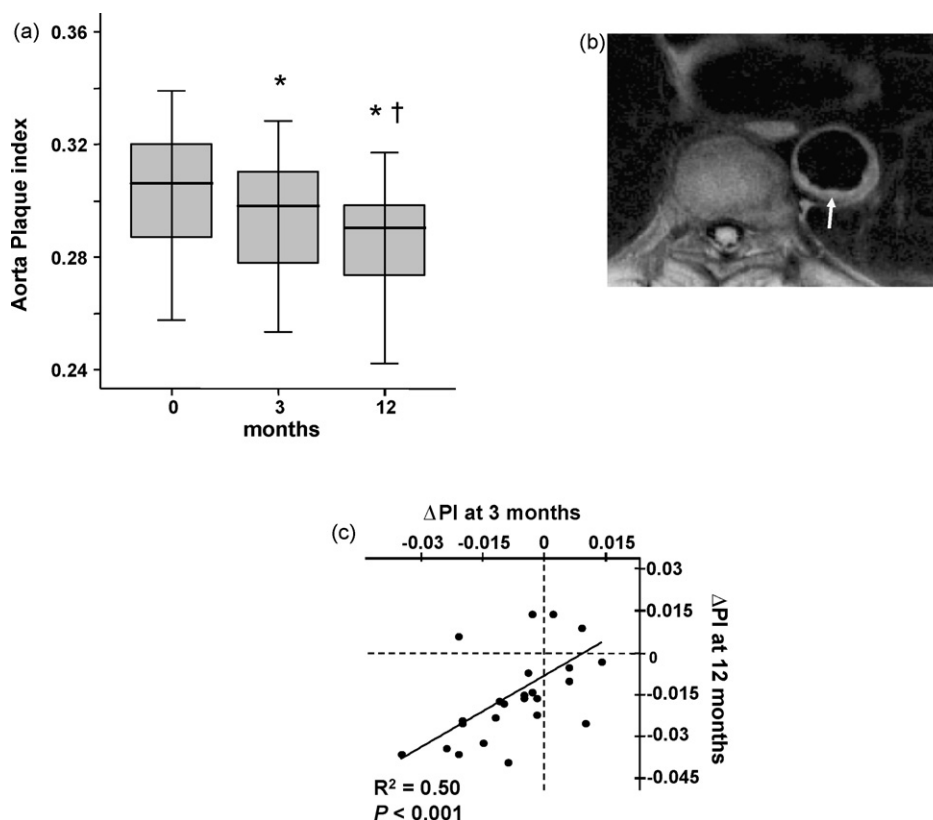 (a)
0.36
0.32
0.28
0.24
Aorta Plaque index
* 
* †
0 3 12
months
(b)
(c)
ΔPI at 3 months
-0.03 -0.015 0 0.015
0.03
0.015
0
-0.015
-0.03
-0.045
ΔPI at 12 months
R² = 0.50
P < 0.001